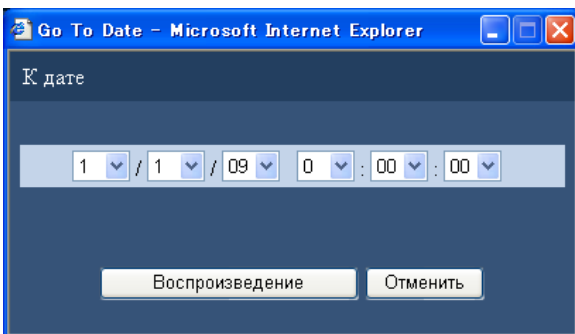 Go To Date - Microsoft Internet Explorer
К дате
1 / 1 / 09 0 : 00 : 00
Воспроизведение Отменить